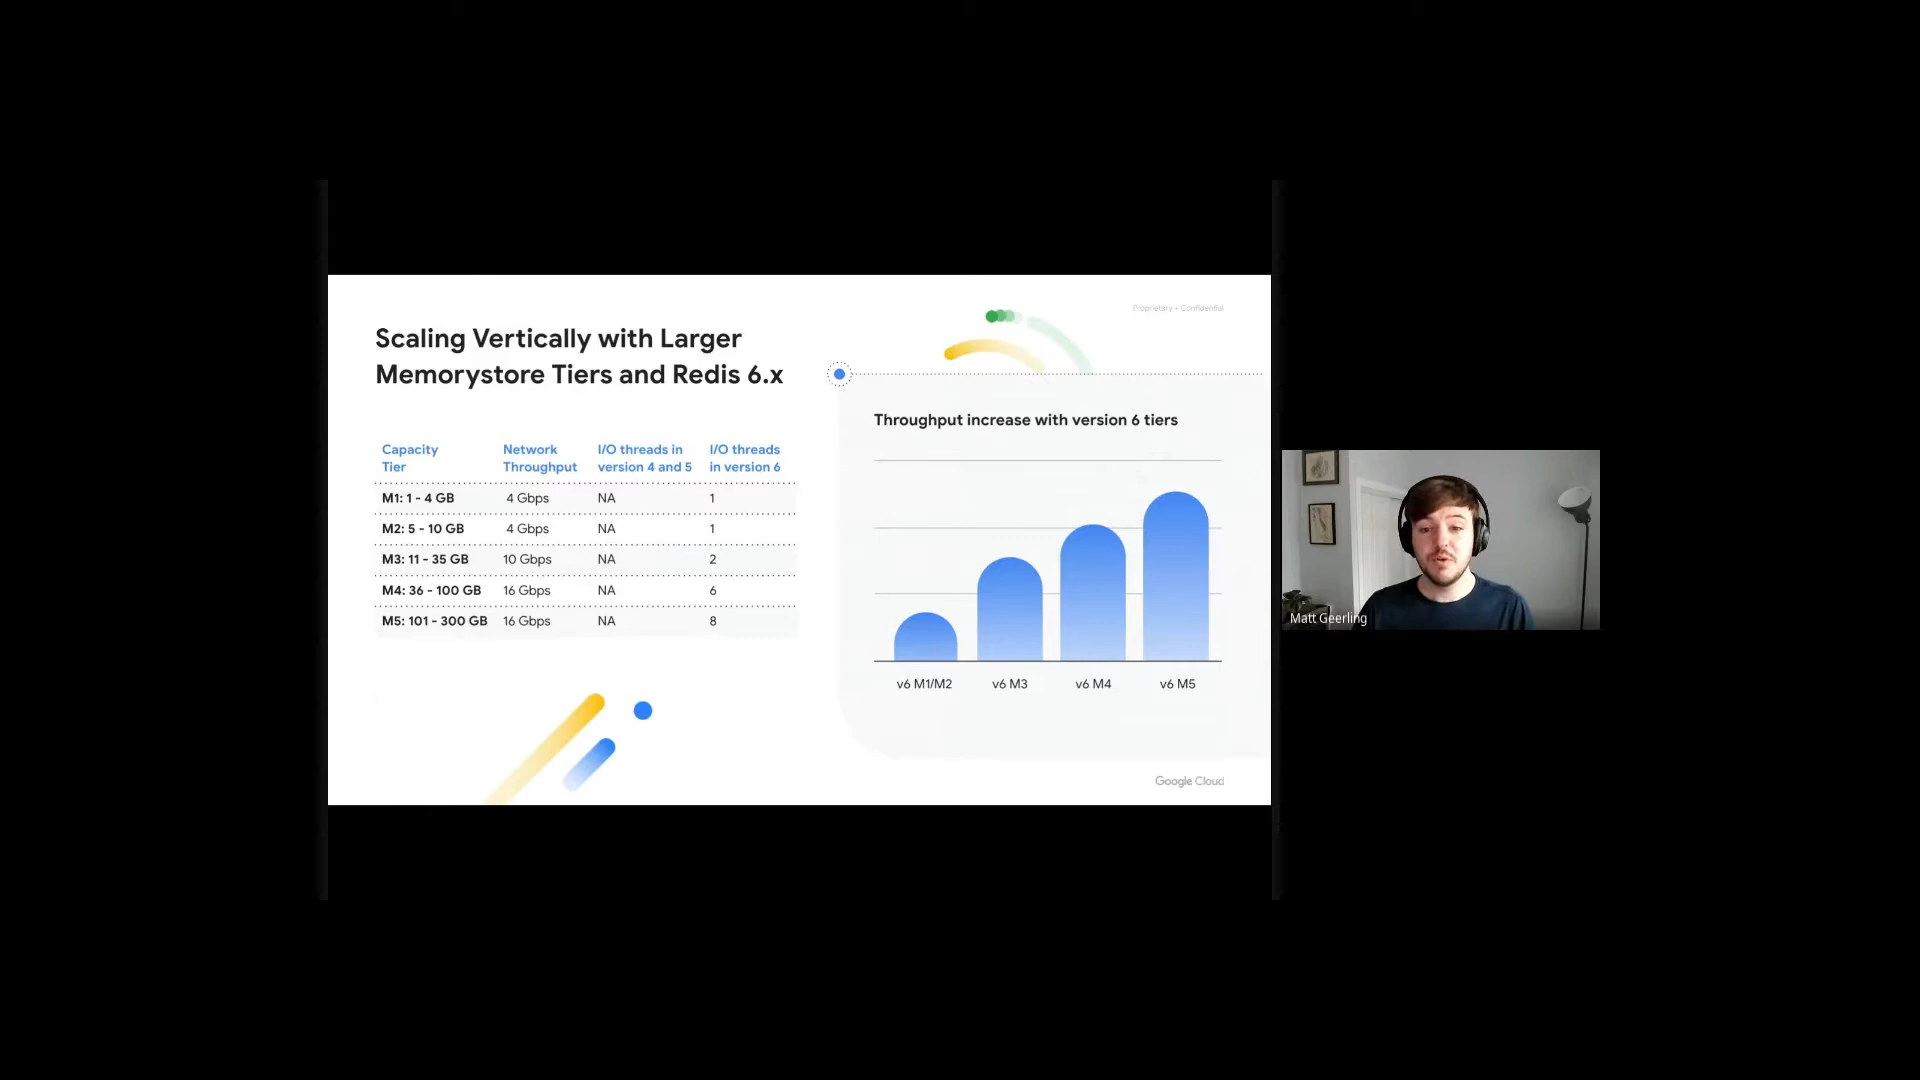 Proprietary + Confidential
Scaling Vertically with Larger
Memorystore Tiers and Redis 6.x
Capacity Tier Network Throughput I/O threads in version 4 and 5 I/O threads in version 6
M1: 1 - 4 GB 4 Gbps NA 1
M2: 5 - 10 GB 4 Gbps NA 1
M3: 11 - 35 GB 10 Gbps NA 2
M4: 36 - 100 GB 16 Gbps NA 6
M5: 101 - 300 GB 16 Gbps NA 8
Throughput increase with version 6 tiers
v6 M1/M2 v6 M3 v6 M4 v6 M5
Google Cloud
Matt Geerling